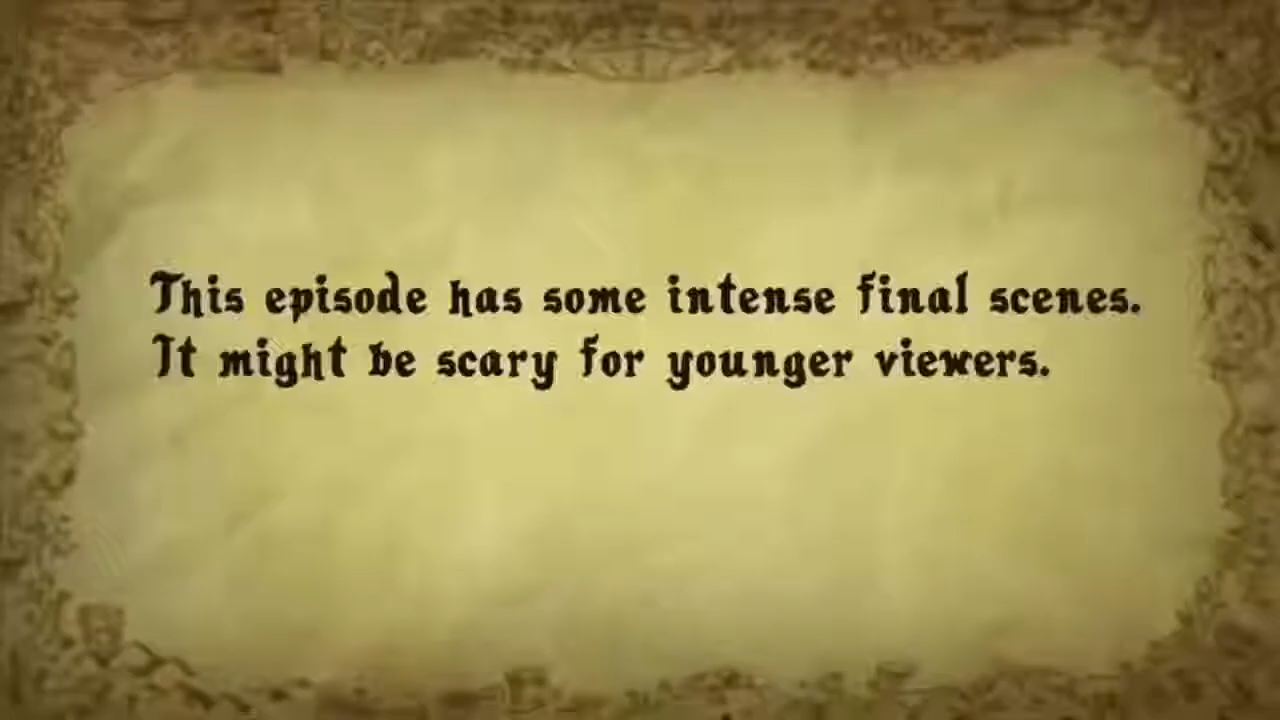 This episode has some intense final scenes.
It might be scary for younger viewers.